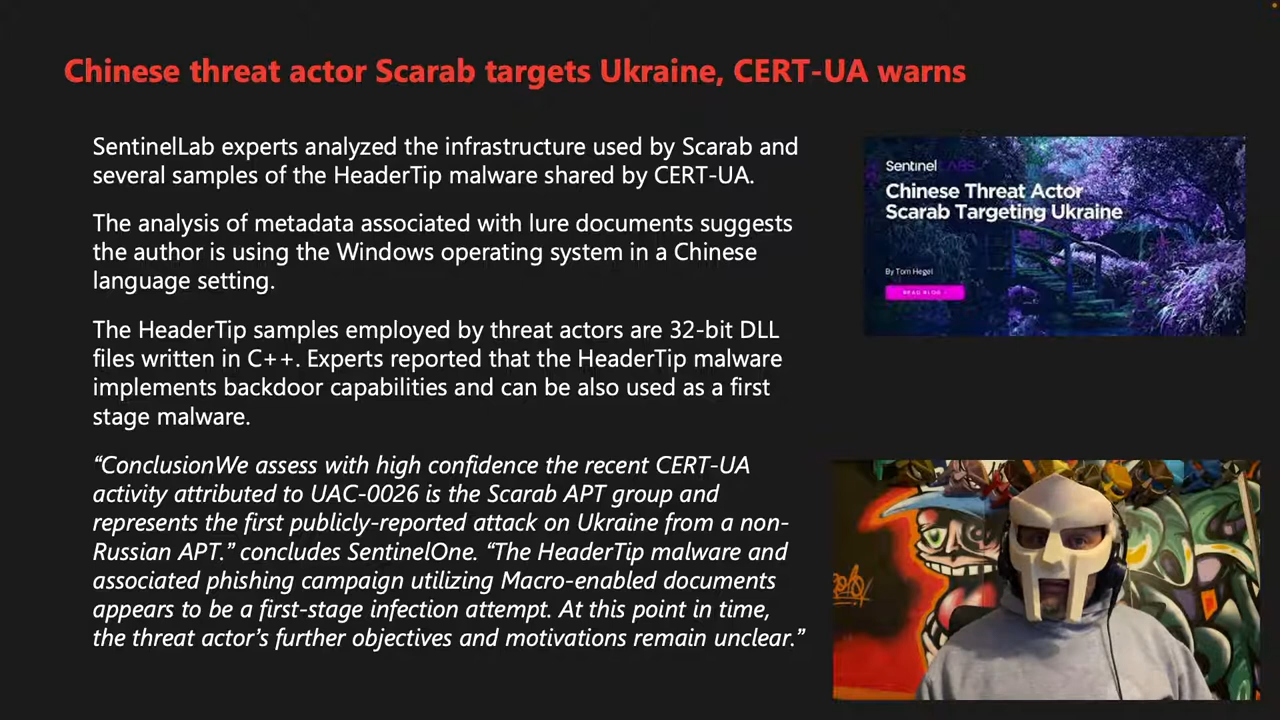 Chinese threat actor Scarab targets Ukraine, CERT-UA warns
SentinelLab experts analyzed the infrastructure used by Scarab and
several samples of the HeaderTip malware shared by CERT-UA.
The analysis of metadata associated with lure documents suggests
the author is using the Windows operating system in a Chinese
language setting.
The HeaderTip samples employed by threat actors are 32-bit DLL
files written in C++. Experts reported that the HeaderTip malware
implements backdoor capabilities and can be also used as a first
stage malware.
“ConclusionWe assess with high confidence the recent CERT-UA
activity attributed to UAC-0026 is the Scarab APT group and
represents the first publicly-reported attack on Ukraine from a non-
Russian APT.” concludes SentinelOne. “The HeaderTip malware and
associated phishing campaign utilizing Macro-enabled documents
appears to be a first-stage infection attempt. At this point in time,
the threat actor’s further objectives and motivations remain unclear.”
SentinelLABS
Chinese Threat Actor
Scarab Targeting Ukraine
By Tom Hegel
READ BLOG